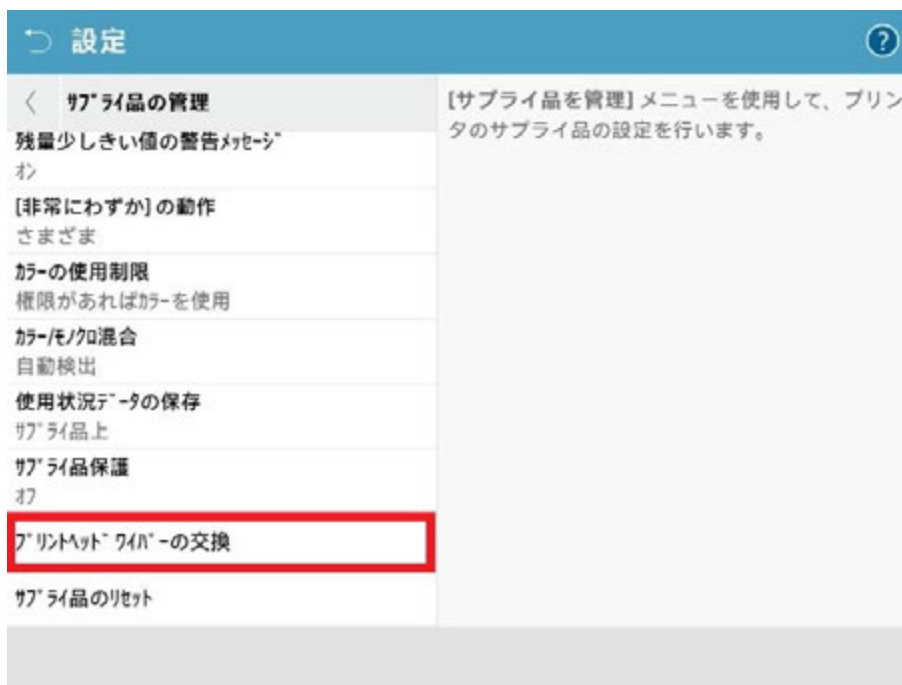 設定
?
ｻﾌﾟﾗｲ品の管理
残量少しきい値の警告ﾒｯｾｰｼﾞ
ｵﾝ
[非常にわずか] の動作
さまざま
ｶﾗｰの使用制限
権限があればｶﾗｰを使用
ｶﾗｰ/ﾓﾉｸﾛ混合
自動検出
使用状況ﾃﾞｰﾀの保存
ｻﾌﾟﾗｲ品上
ｻﾌﾟﾗｲ品保護
ｵﾌ
ﾌﾟﾘﾝﾄﾍｯﾄﾞ ﾜｲﾊﾟｰの交換
ｻﾌﾟﾗｲ品のﾘｾｯﾄ
[サプライ品を管理] メニューを使用して、プリン
タのサプライ品の設定を行います。